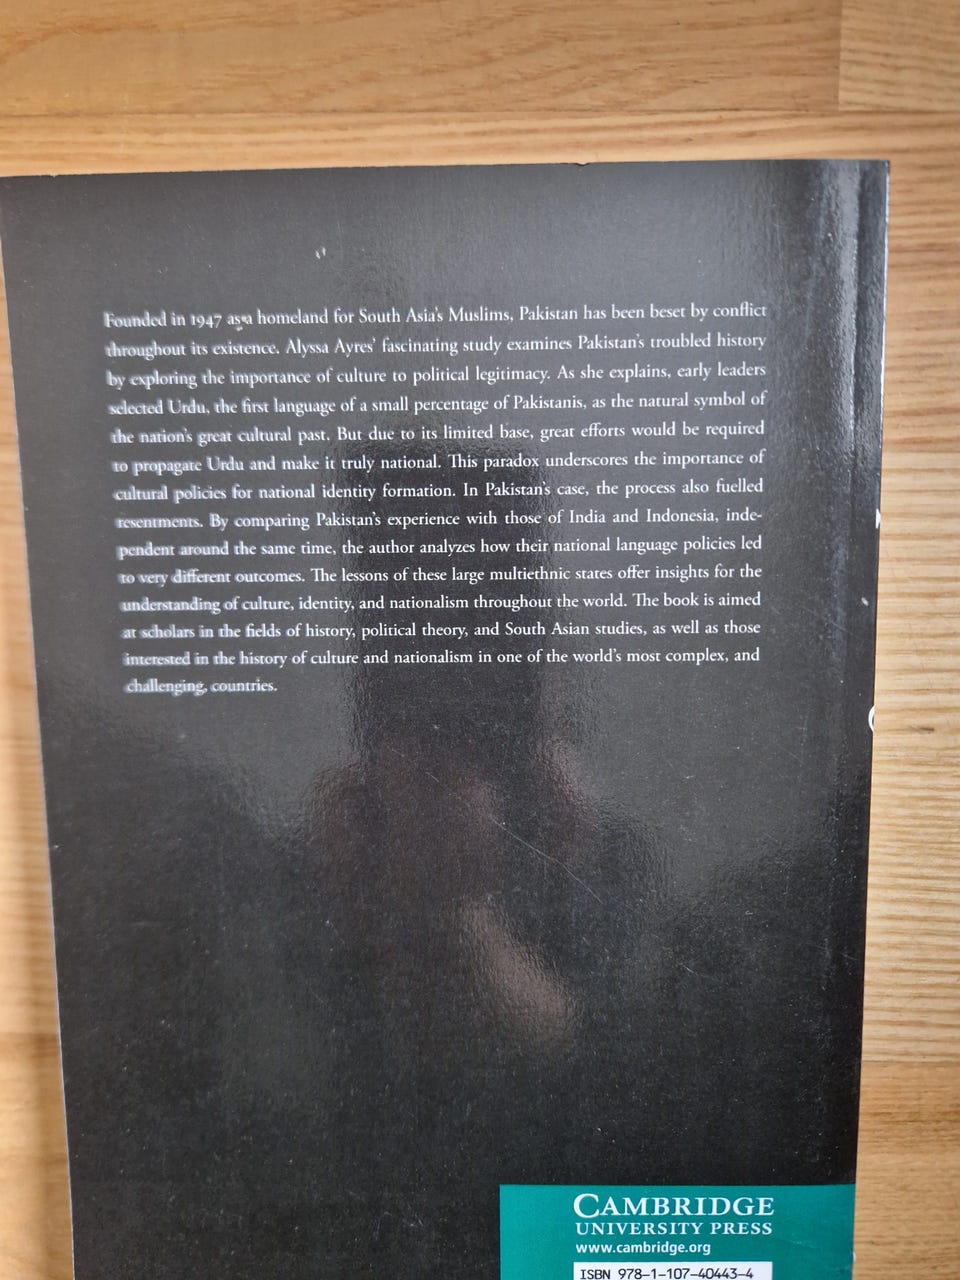 Founded in 1947 as a homeland for South Asia's Muslims, Pakistan has been beset by conflict
throughout its existence. Alyssa Ayres' fascinating study examines Pakistan's troubled history
by exploring the importance of culture to political legitimacy. As she explains, early leaders
selected Urdu, the first language of a small percentage of Pakistanis, as the natural symbol of
the nation's great cultural past. But due to its limited base, great efforts would be required
to propagate Urdu and make it truly national. This paradox underscores the importance of
cultural policies for national identity formation. In Pakistan's case, the process also fuelled
resentments. By comparing Pakistan's experience with those of India and Indonesia, inde-
pendent around the same time, the author analyzes how their national language policies led
to very different outcomes. The lessons of these large multiethnic states offer insights for the
understanding of culture, identity, and nationalism throughout the world. The book is aimed
at scholars in the fields of history, political theory, and South Asian studies, as well as those
interested in the history of culture and nationalism in one of the world's most complex, and
challenging, countries.
CAMBRIDGE
UNIVERSITY PRESS
www.cambridge.org
ISBN 978-1-107-40443-4